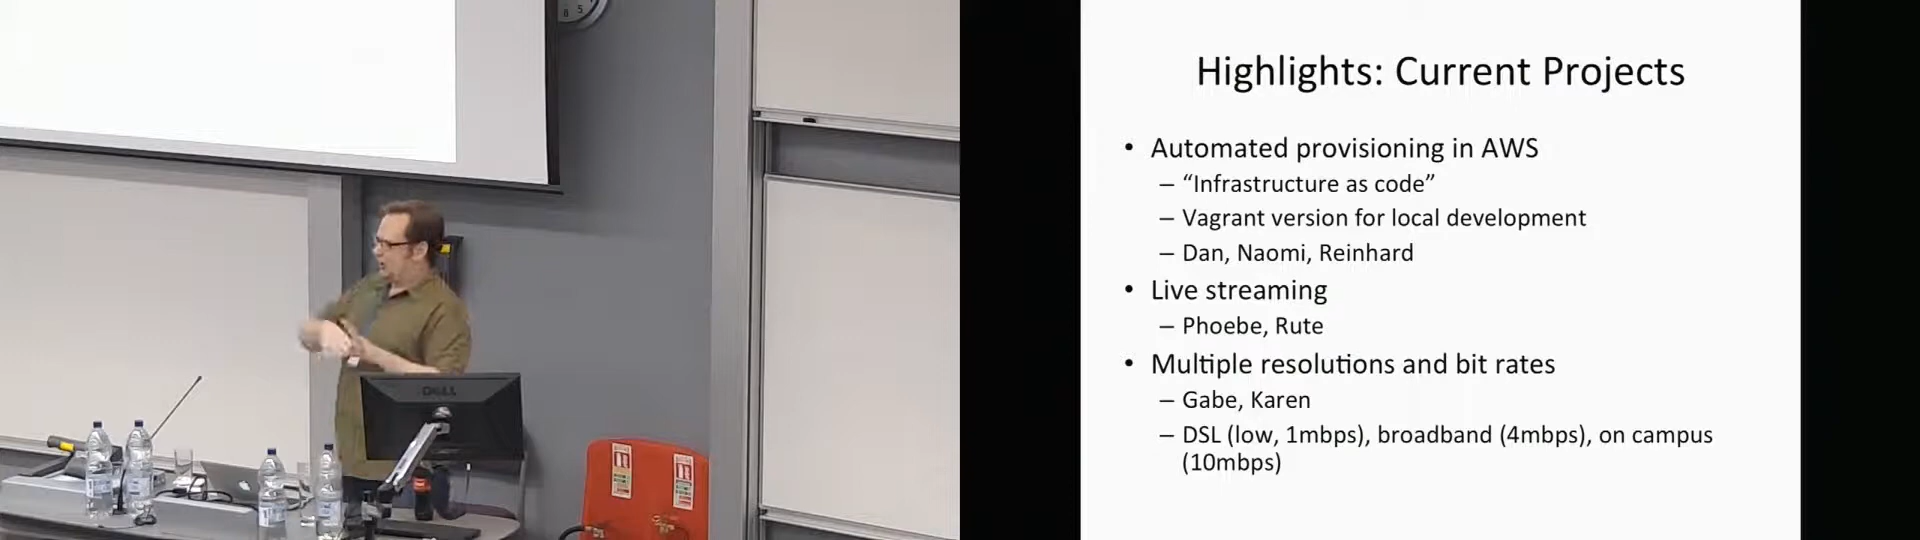 8 5
DELL
Highlights: Current Projects
• Automated provisioning in AWS
– “Infrastructure as code”
– Vagrant version for local development
– Dan, Naomi, Reinhard
• Live streaming
– Phoebe, Rute
• Multiple resolutions and bit rates
– Gabe, Karen
– DSL (low, 1mbps), broadband (4mbps), on campus
(10mbps)